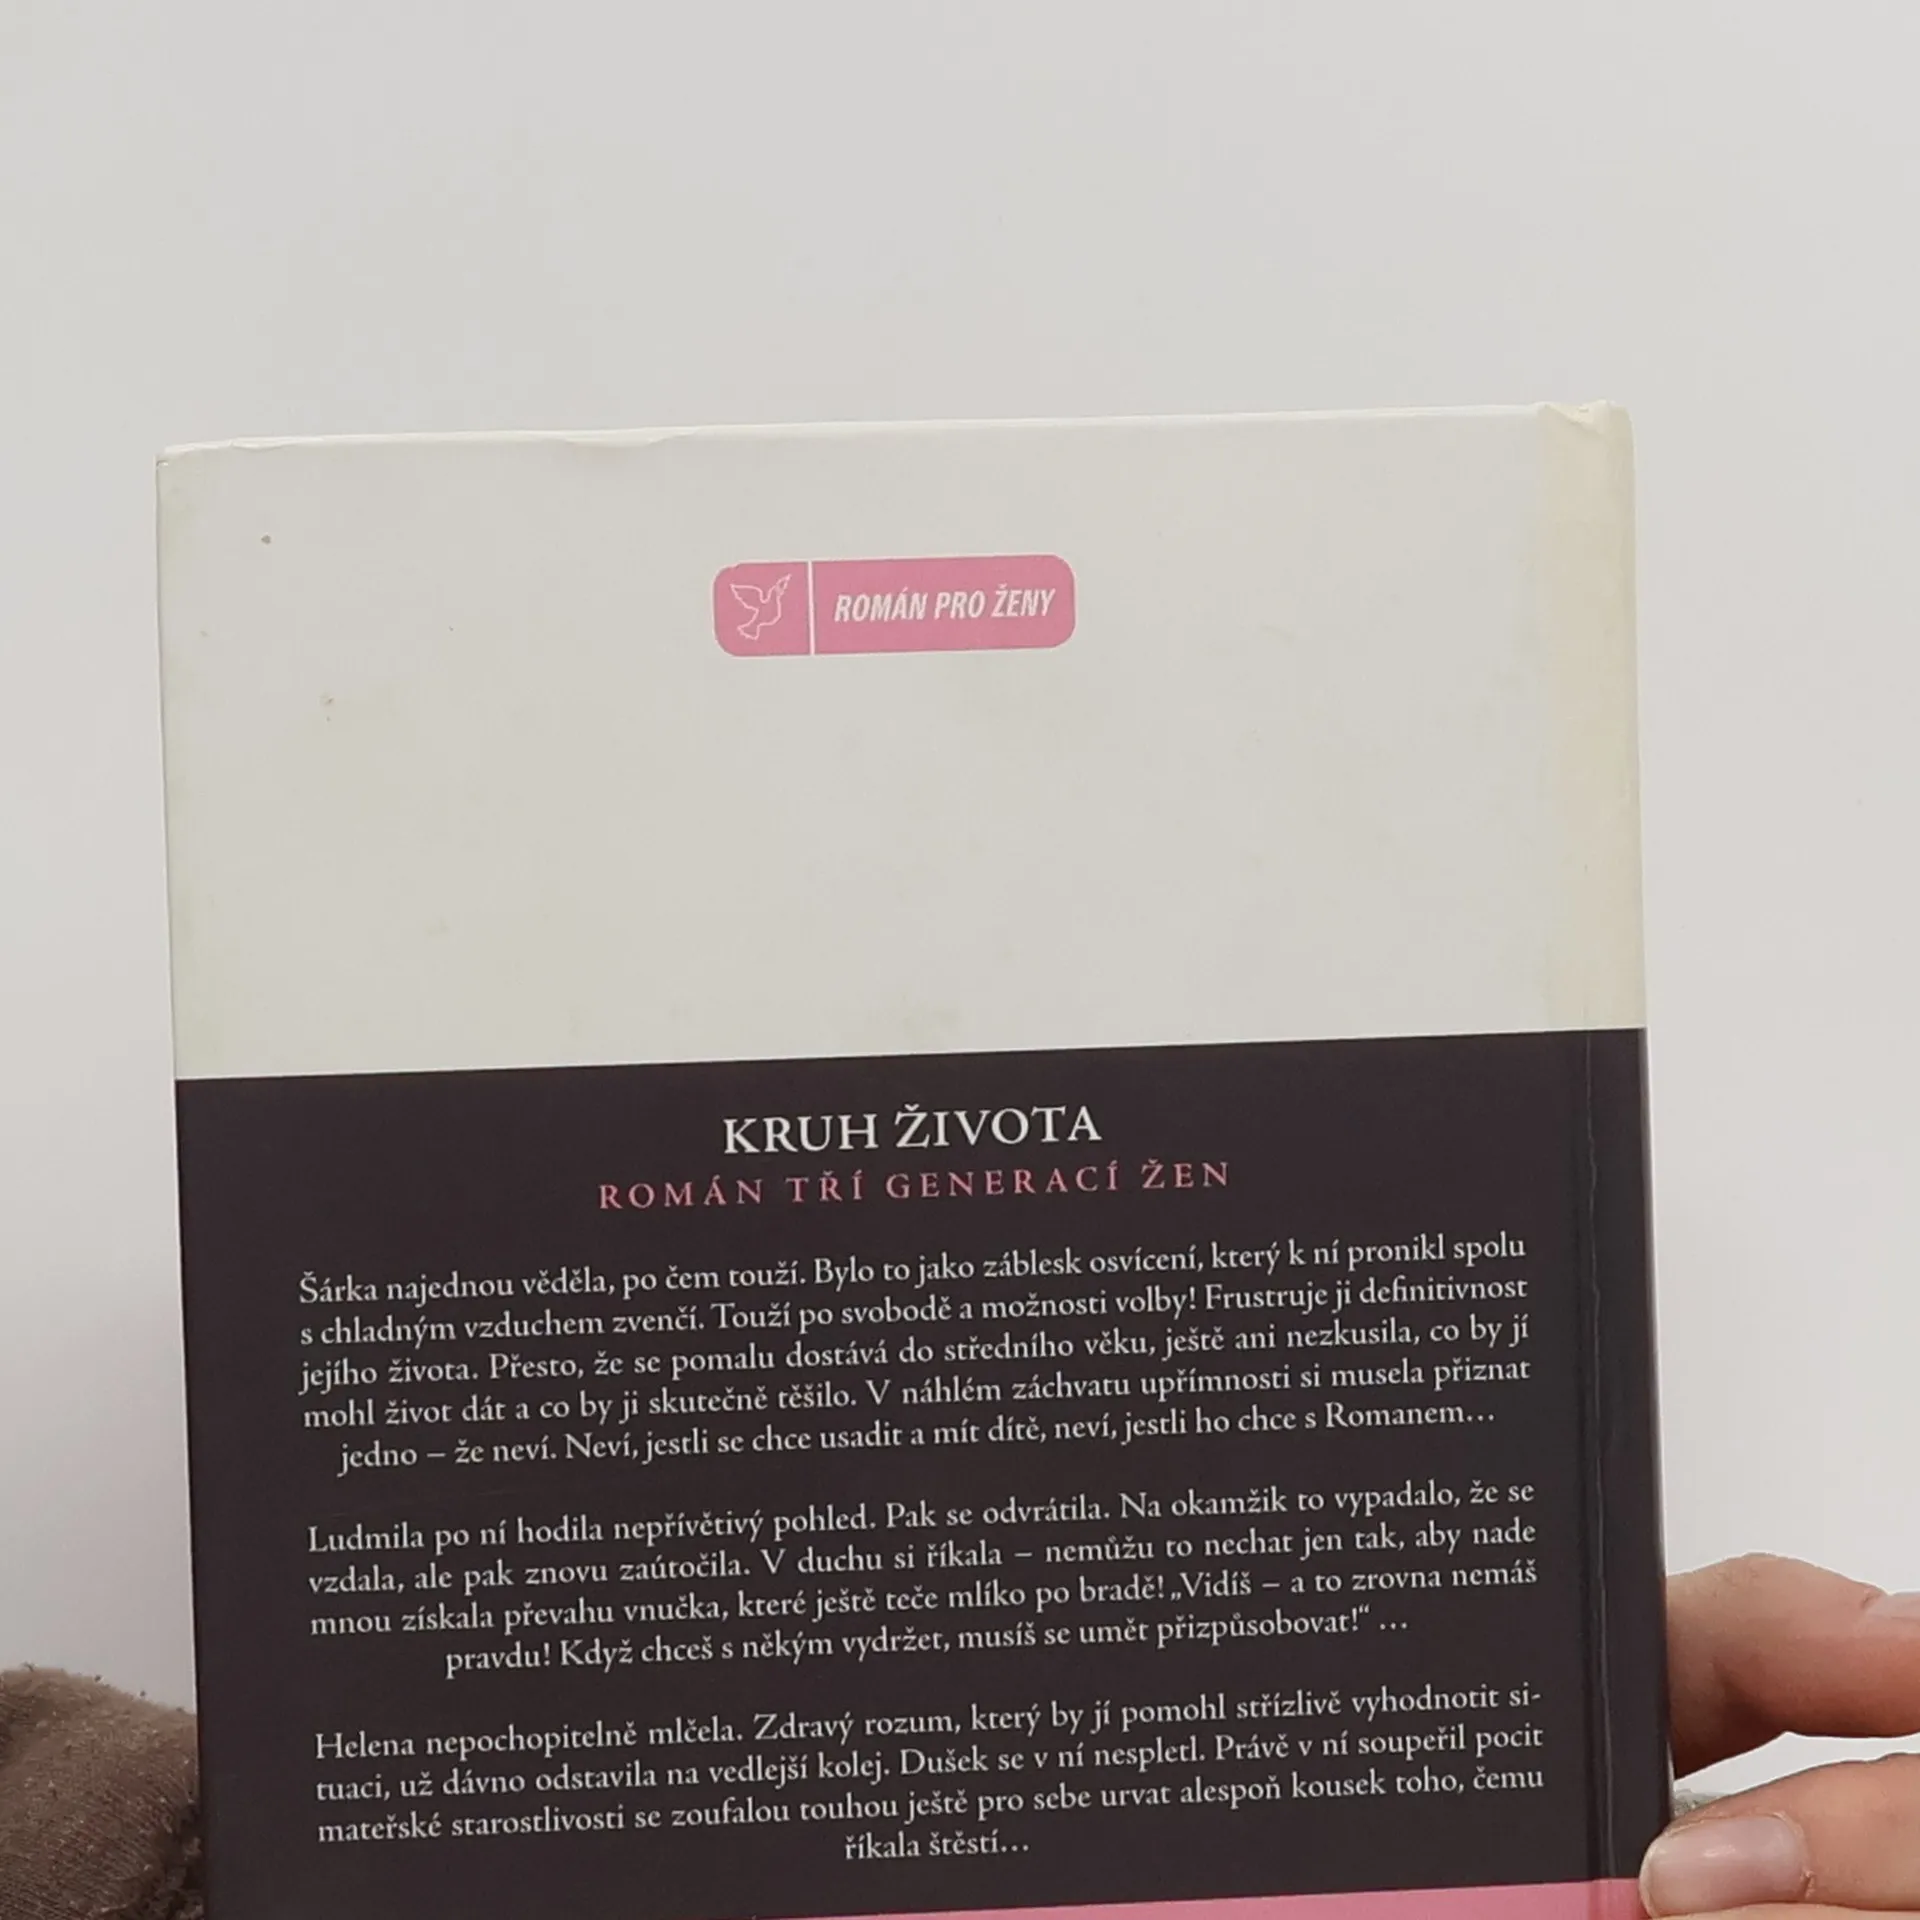 ROMÁN PRO ŽENY
KRUH ŽIVOTA
ROMÁN TŘÍ GENERACÍ ŽEN
Šárka najednou věděla, po čem touží. Bylo to jako záblesk osvícení, který k ní pronikl spolu
s chladným vzduchem zvenčí. Touží po svobodě a možnosti volby! Frustruje ji definitivnost
jejího života. Přesto, že se pomalu dostává do středního věku, ještě ani nezkusila, co by jí
mohl život dát a co by ji skutečně těšilo. V náhlém záchvatu upřímnosti si musela přiznat
jedno – že neví. Neví, jestli se chce usadit a mít dítě, neví, jestli ho chce s Romanem…
Ludmila po ní hodila nepřívětivý pohled. Pak se odvrátila. Na okamžik to vypadalo, že se
vzdala, ale pak znovu zaútočila. V duchu si říkala – nemůžu to nechat jen tak, aby nade
mnou získala převahu vnučka, které ještě teče mlíko po bradě! „Vidíš – a to zrovna nemáš
pravdu! Když chceš s někým vydržet, musíš se umět přizpůsobovat!“ …
Helena nepochopitelně mlčela. Zdravý rozum, který by jí pomohl střízlivě vyhodnotit si-
tuaci, už dávno odstavila na vedlejší kolej. Dušek se v ní nespletl. Právě v ní soupeřil pocit
mateřské starostlivosti se zoufalou touhou ještě pro sebe urvat alespoň kousek toho, čemu
říkala štěstí…